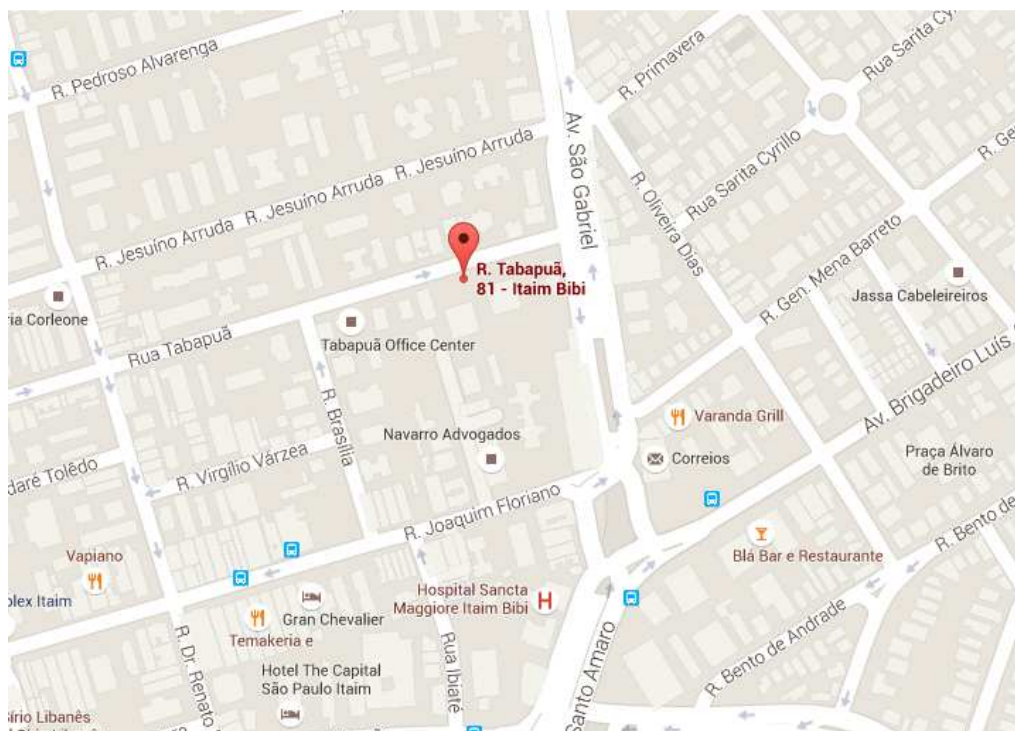 R. Pedroso Alvarenga
R. Primavera
Rua Sarita Cy
Rua Sarita Cyrillo
R. Ge
R. Jesuíno Arruda
R. Jesuíno Arruda
R. Jesuíno Arruda
Av. São Gabriel
R. Oliveira Dias
R. Gen. Mena Barreto
R. Tabapuã,
81 - Itaim Bibi
Jassa Cabeleireiros
ria Corleone
Rua Tabapuã
Tabapuã Office Center
Av. Brigadeiro Luís
R. Brasília
Varanda Grill
Navarro Advogados
Correios
Praça Álvaro
de Brito
daré Tolêdo
R. Virgílio Várzea
R. Joaquim Floriano
R. Bento de
Vapiano
Blá Bar e Restaurante
plex Itaim
Hospital Sancta
Maggiore Itaim Bibi
H
Gran Chevalier
Temakeria e
R. Dr. Renato
Rua Ibiaté
R. Bento de Andrade
Hotel The Capital
São Paulo Itaim
Santo Amaro
Sírio Libanês